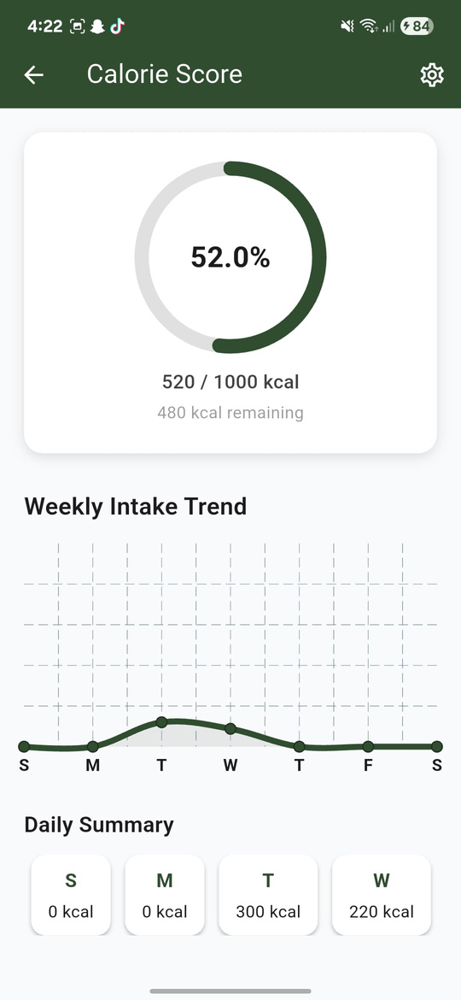 4:22 84
Calorie Score
52.0%
520 / 1000 kcal
480 kcal remaining
Weekly Intake Trend
S M T W T F S
Daily Summary
S M T W
0 kcal 0 kcal 300 kcal 220 kcal